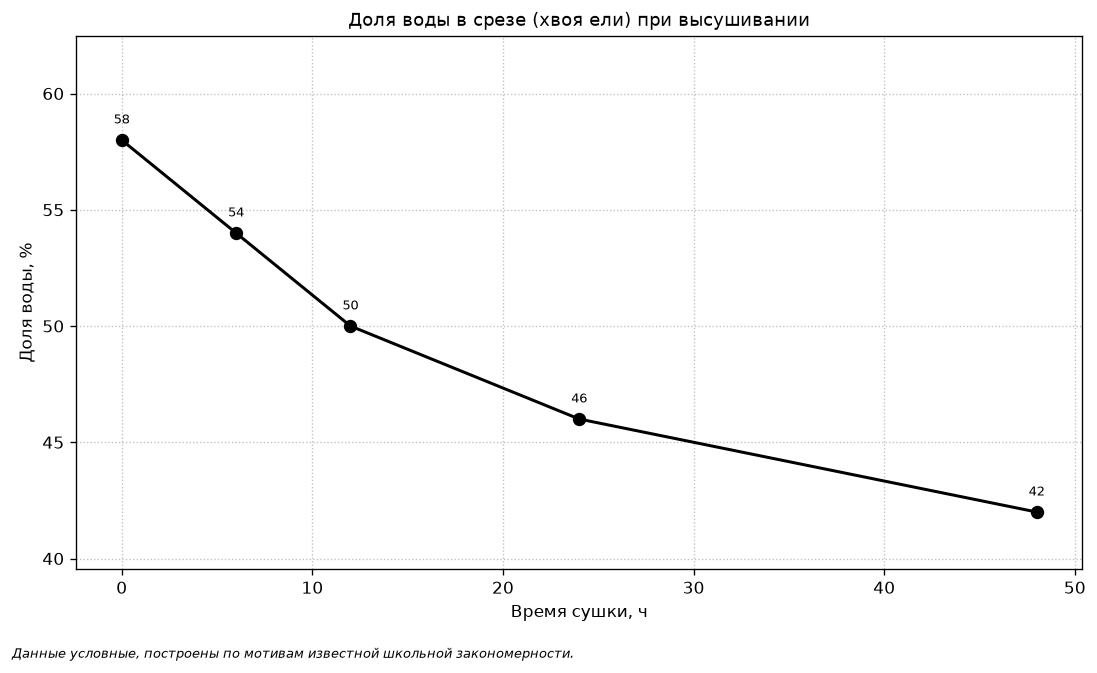 Доля воды в срезе (хвоя ели) при высушивании
Доля воды, %
60
55
50
45
40
58
54
50
46
42
0 10 20 30 40 50
Время сушки, ч
Данные условные, построены по мотивам известной школьной закономерности.